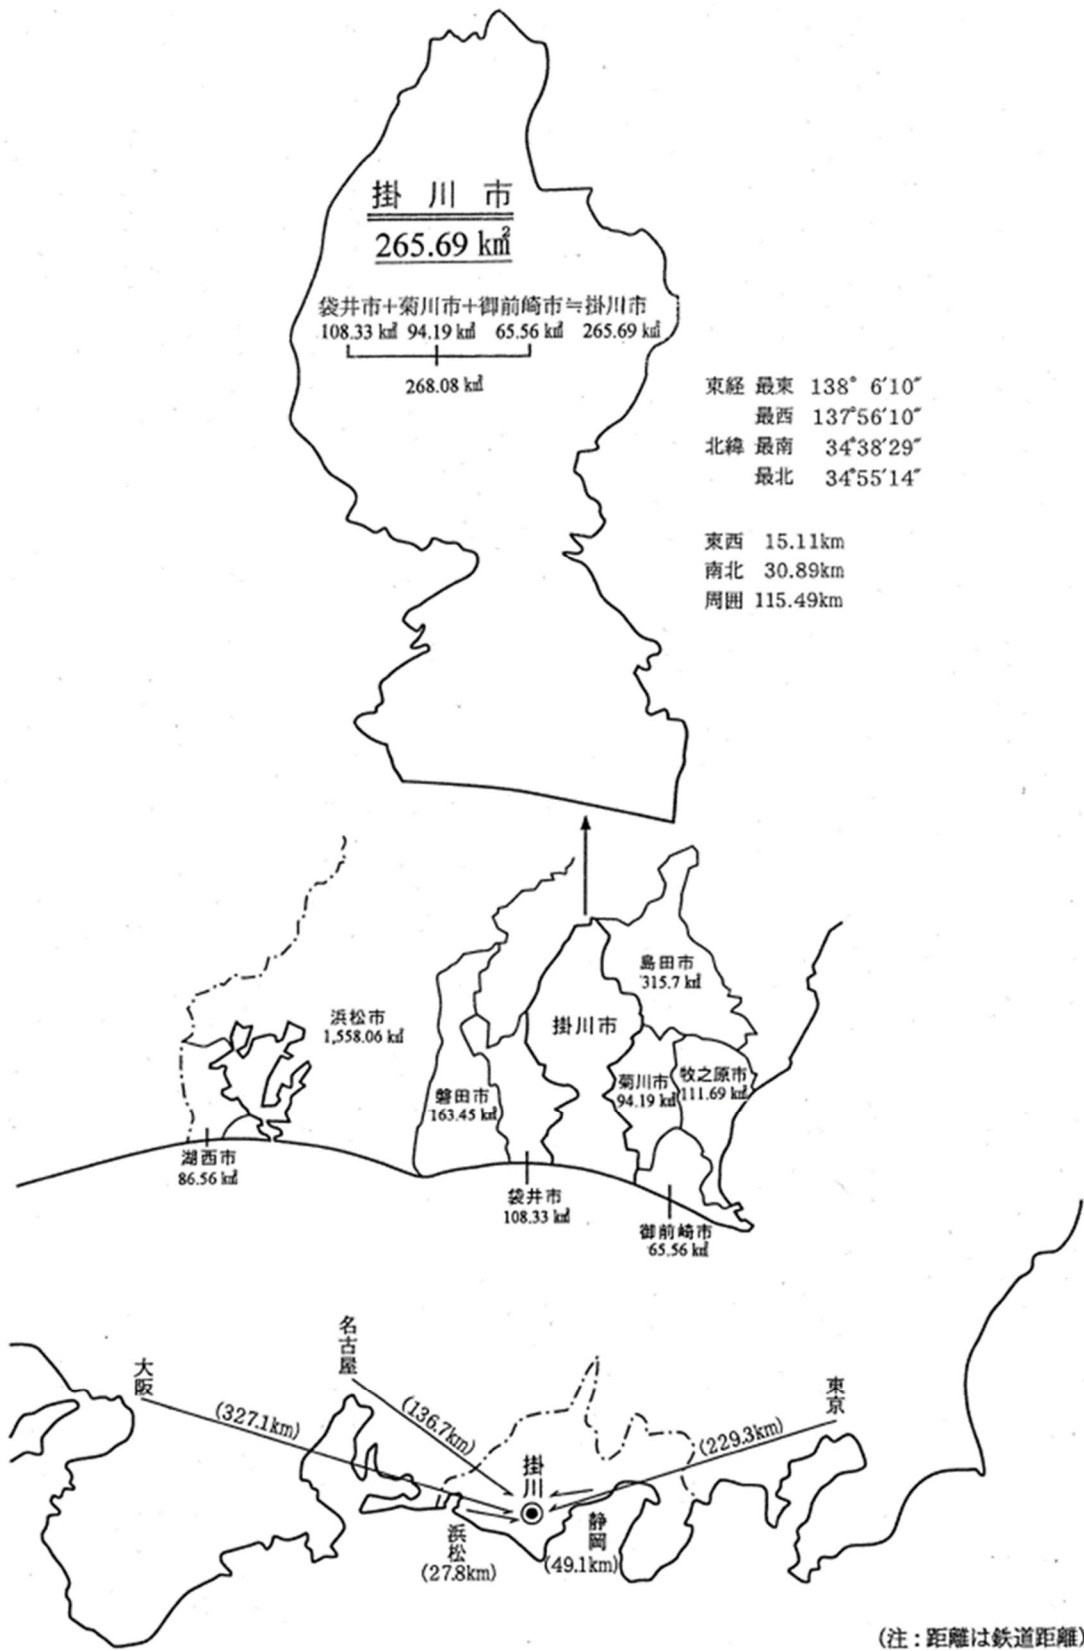 掛川市
265.69 k㎡
袋井市+菊川市+御前崎市≒掛川市
108.33 k㎡ 94.19 k㎡ 65.56 k㎡ 265.69 k㎡
268.08 k㎡
東経 最東 138° 6′10″
最西 137°56′10″
北緯 最南 34°38′29″
最北 34°55′14″
東西 15.11km
南北 30.89km
周囲 115.49km
島田市
315.7 k㎡
浜松市
1,558.06 k㎡
掛川市
磐田市
163.45 k㎡
菊川市
94.19 k㎡
牧之原市
111.69 k㎡
湖西市
86.56 k㎡
袋井市
108.33 k㎡
御前崎市
65.56 k㎡
大阪
(327.1km)
名古屋
(136.7km)
東京
(229.3km)
掛川
浜松
(27.8km)
静岡
(49.1km)
(注:距離は鉄道距離)